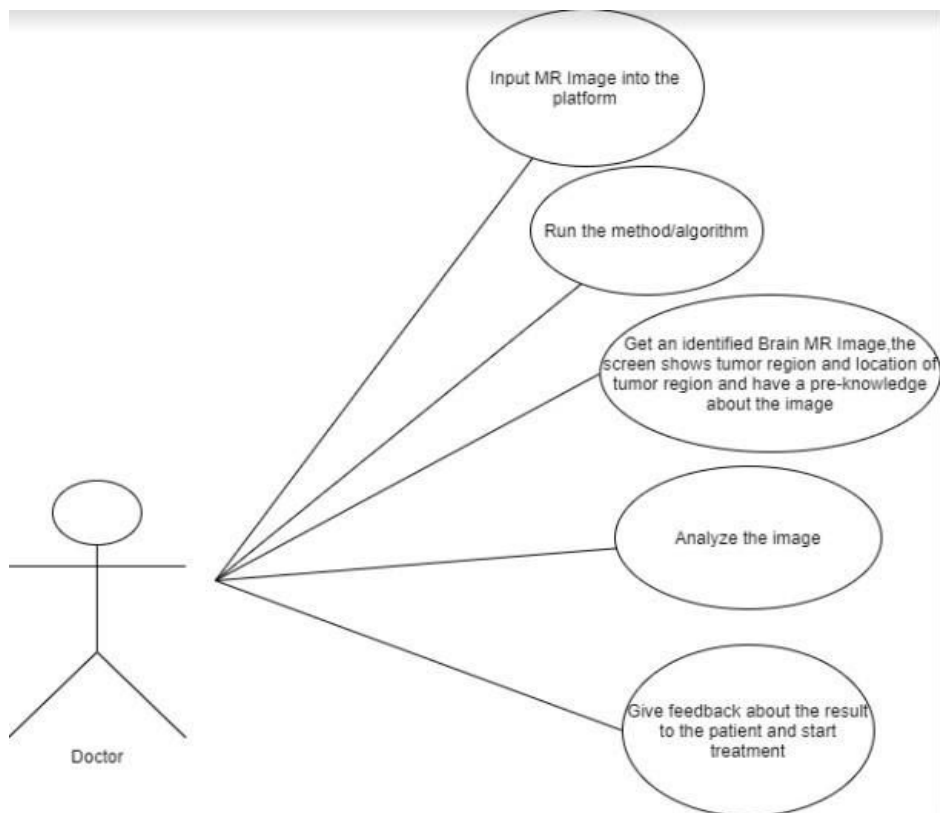 Input MR Image into the
platform
Run the method/algorithm
Get an identified Brain MR Image,the
screen shows tumor region and location of
tumor region and have a pre-knowledge
about the image
Analyze the image
Give feedback about the result
to the patient and start
treatment
Doctor